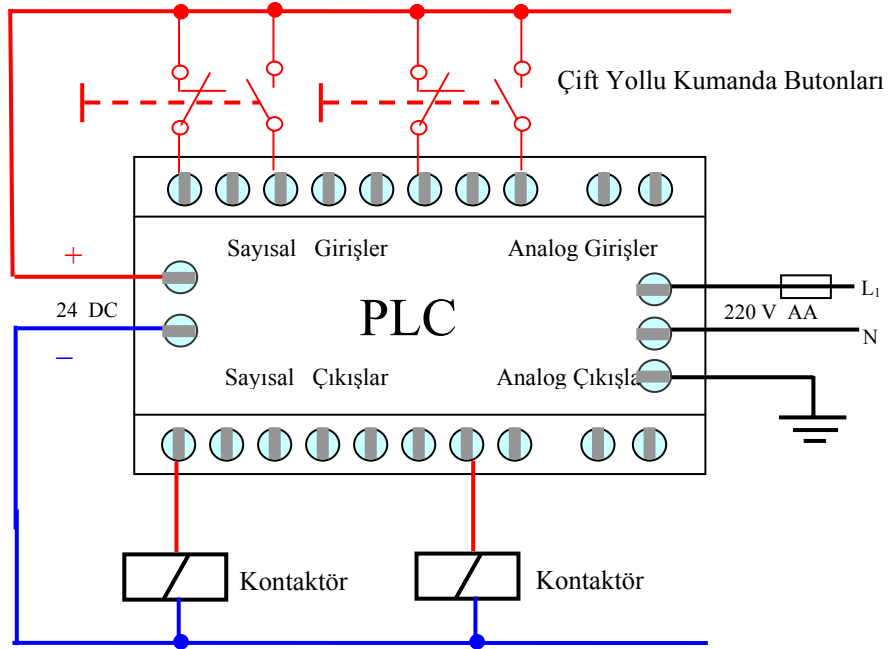 Çift Yollu Kumanda Butonları
Sayısal Girişler
Analog Girişler
+
24 DC
–
PLC
L1
220 V AA
N
Sayısal Çıkışlar
Analog Çıkışla
Kontaktör
Kontaktör